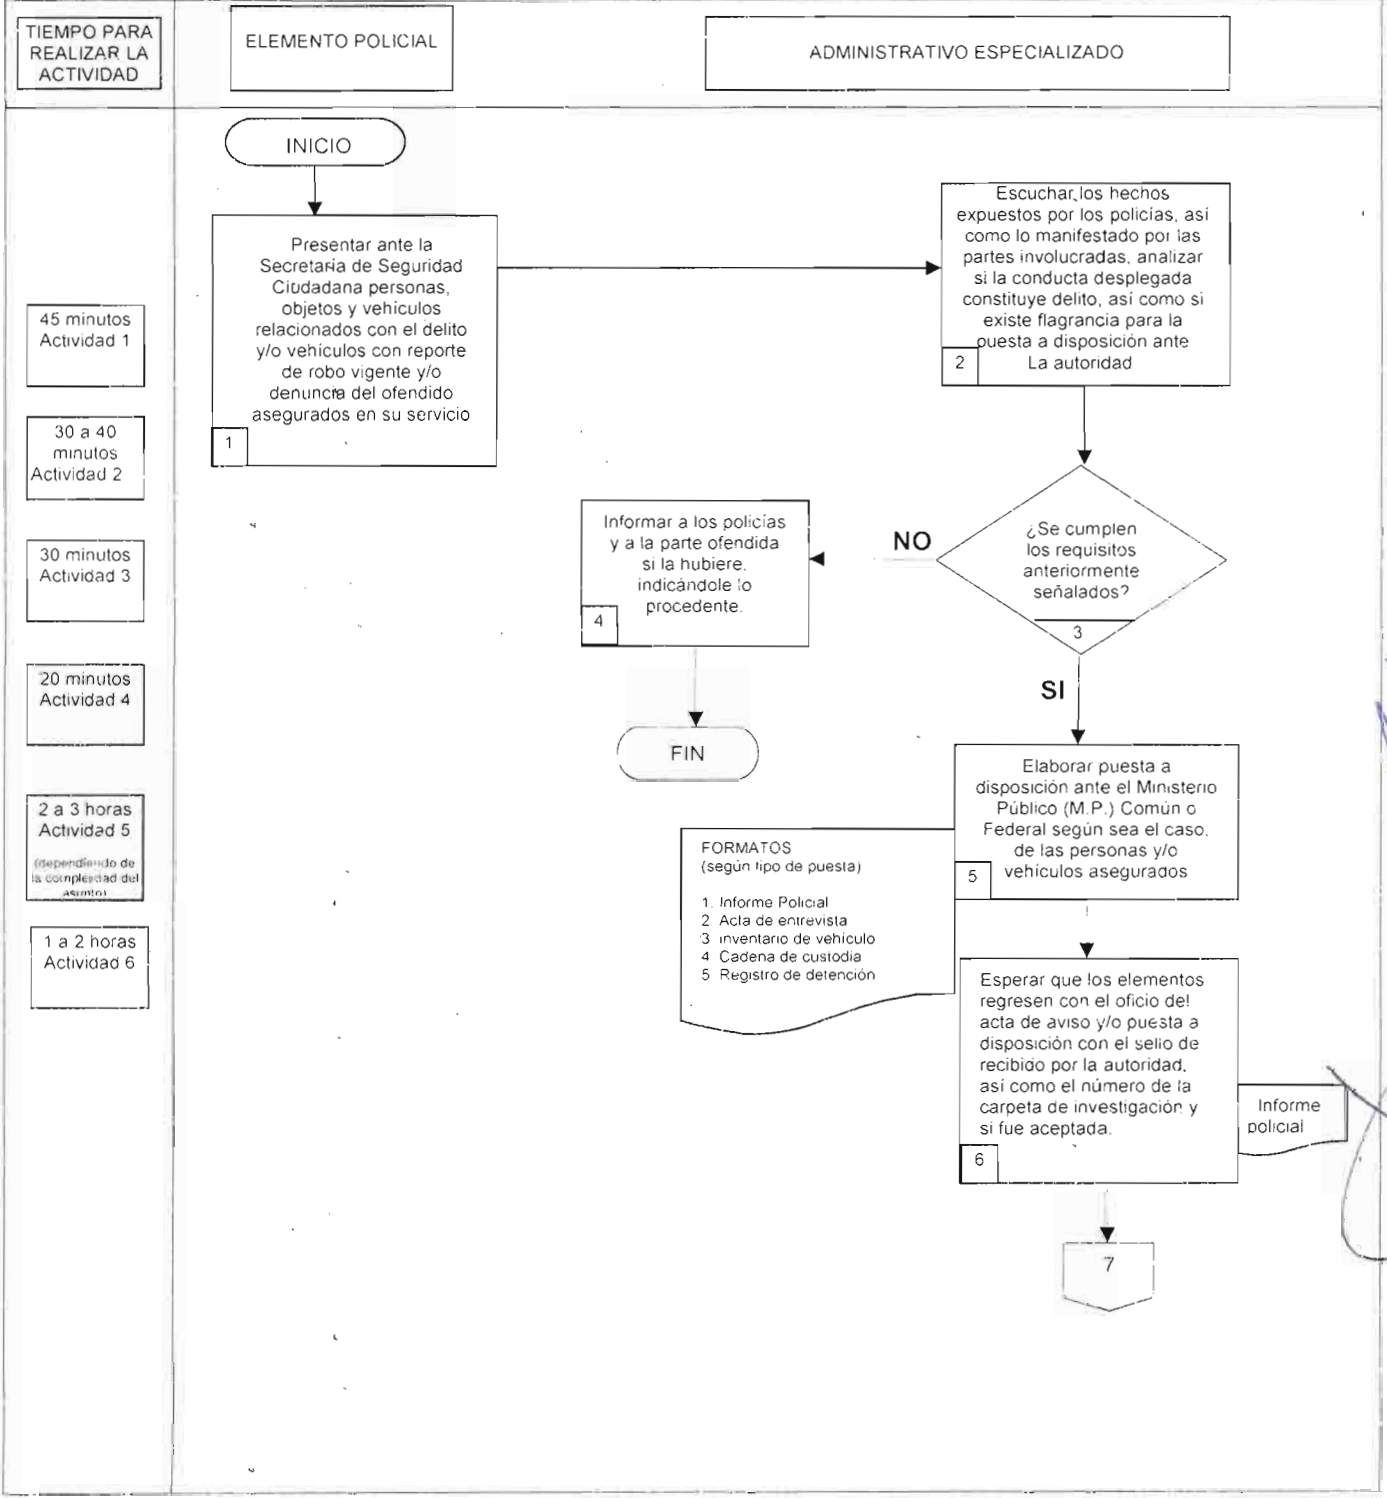 TIEMPO PARA
REALIZAR LA
ACTIVIDAD
ELEMENTO POLICIAL
ADMINISTRATIVO ESPECIALIZADO
INICIO
Presentar ante la
Secretaría de Seguridad
Ciudadana personas,
objetos y vehículos
relacionados con el delito
y/o vehículos con reporte
de robo vigente y/o
denuncia del ofendido
asegurados en su servicio
1
Escuchar los hechos
expuestos por los policías, así
como lo manifestado por las
partes involucradas, analizar
si la conducta desplegada
constituye delito, así como si
existe flagrancia para la
puesta a disposición ante
La autoridad
2
45 minutos
Actividad 1
30 a 40
minutos
Actividad 2
30 minutos
Actividad 3
20 minutos
Actividad 4
2 a 3 horas
Actividad 5
(dependiendo de
la complejidad del
asunto)
1 a 2 horas
Actividad 6
¿Se cumplen
los requisitos
anteriormente
señalados?
3
NO
Informar a los policías
y a la parte ofendida
si la hubiere,
indicándole lo
procedente.
4
FIN
SI
Elaborar puesta a
disposición ante el Ministerio
Público (M.P.) Común o
Federal según sea el caso,
de las personas y/o
vehículos asegurados
5
FORMATOS
(según tipo de puesta)
1. Informe Policial
2 Acta de entrevista
3 inventario de vehículo
4 Cadena de custodia
5 Registro de detención
Esperar que los elementos
regresen con el oficio del
acta de aviso y/o puesta a
disposición con el sello de
recibido por la autoridad,
así como el número de la
carpeta de investigación y
si fue aceptada.
6
Informe
policial
7